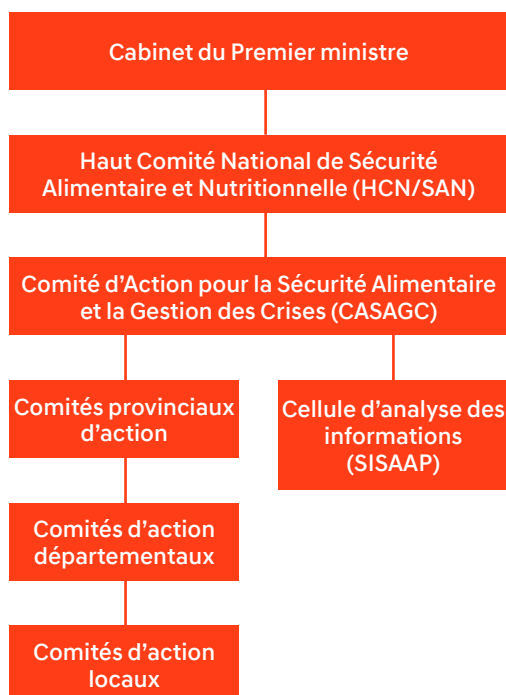 Cabinet du Premier ministre
Haut Comité National de Sécurité
Alimentaire et Nutritionnelle (HCN/SAN)
Comité d’Action pour la Sécurité Alimentaire
et la Gestion des Crises (CASAGC)
Comités provinciaux
d’action
Cellule d’analyse des
informations
(SISAAP)
Comités d’action
départementaux
Comités d’action
locaux